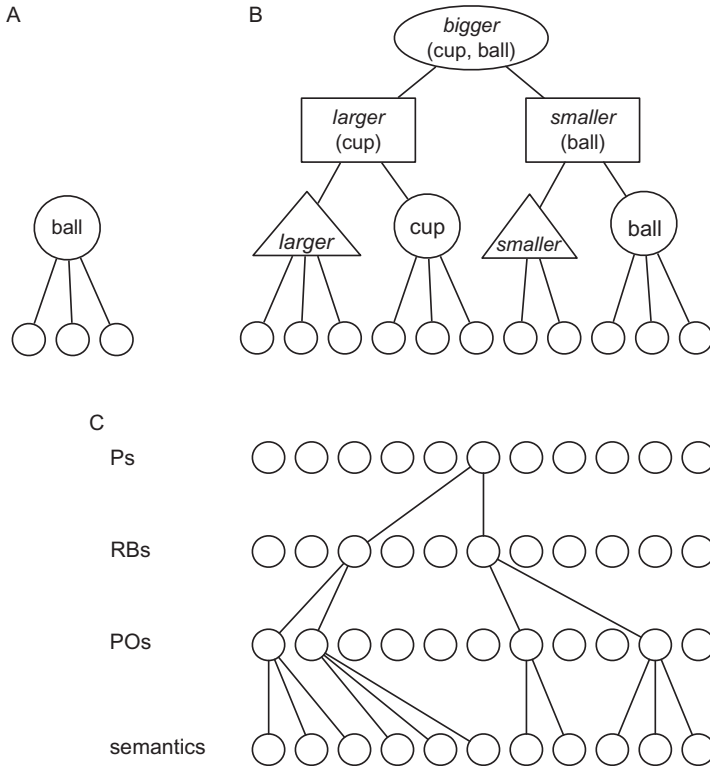 A
B
bigger
(cup, ball)
larger
(cup)
smaller
(ball)
ball
larger
cup
smaller
ball
C
Ps
RBs
POs
semantics